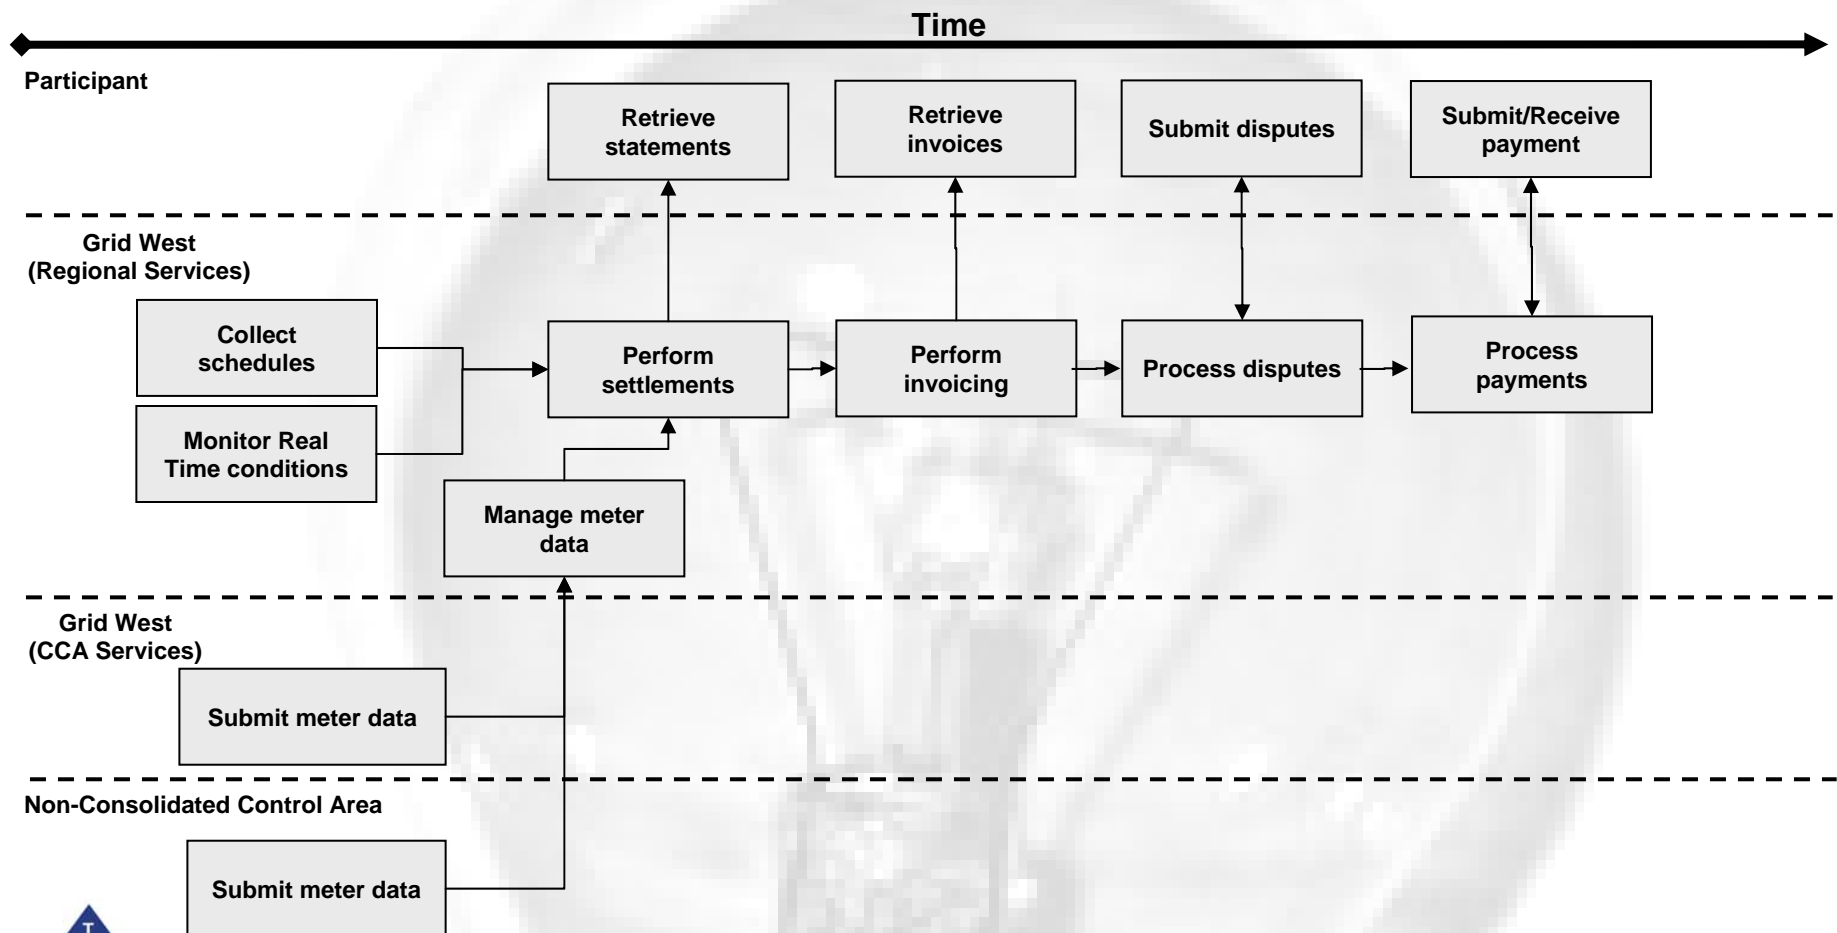 Time
Participant
Retrieve
statements
Retrieve
invoices
Submit disputes
Submit/Receive
payment
Grid West
(Regional Services)
Collect
schedules
Monitor Real
Time conditions
Perform
settlements
Perform
invoicing
Process disputes
Process
payments
Manage meter
data
Grid West
(CCA Services)
Submit meter data
Non-Consolidated Control Area
Submit meter data
T